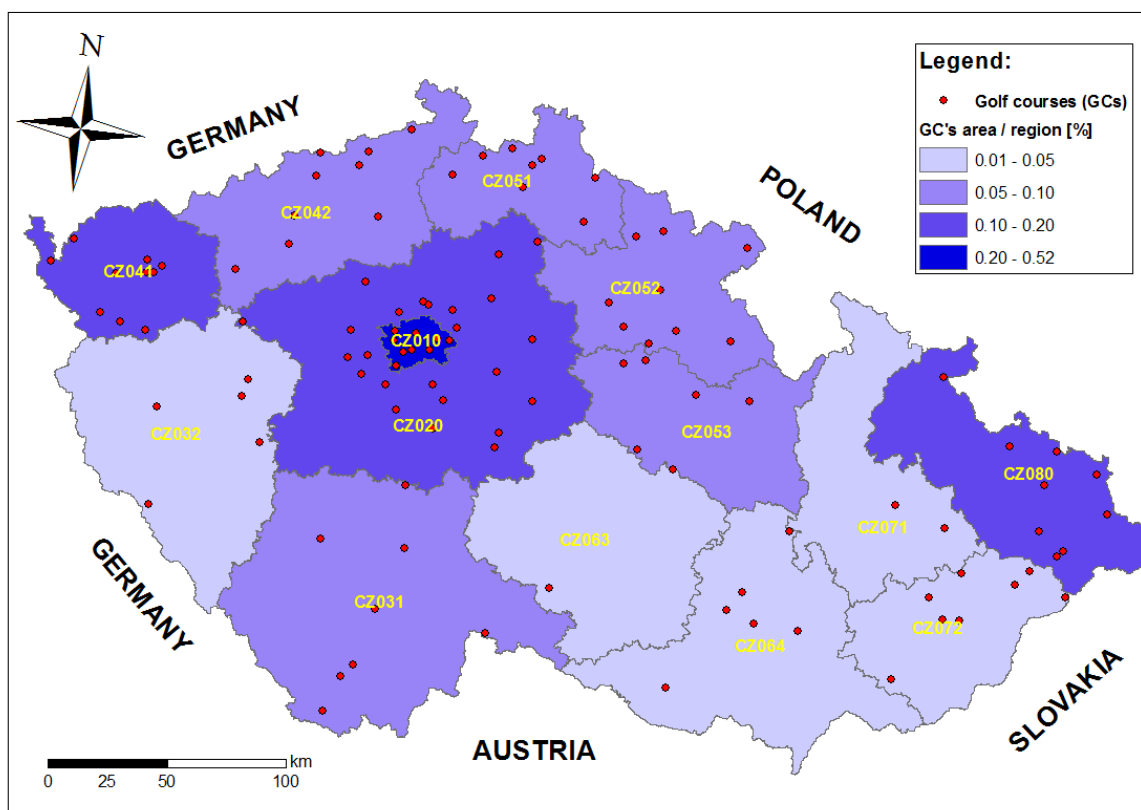 N
GERMANY
POLAND
Legend:
Golf courses (GCs)
GC's area / region [%]
0.01 - 0.05
0.05 - 0.10
0.10 - 0.20
0.20 - 0.52
CZ051
CZ042
CZ041
CZ052
CZ010
CZ020
CZ032
CZ053
CZ080
CZ071
CZ063
CZ031
CZ072
CZ064
GERMANY
SLOVAKIA
AUSTRIA
km
0 25 50 100